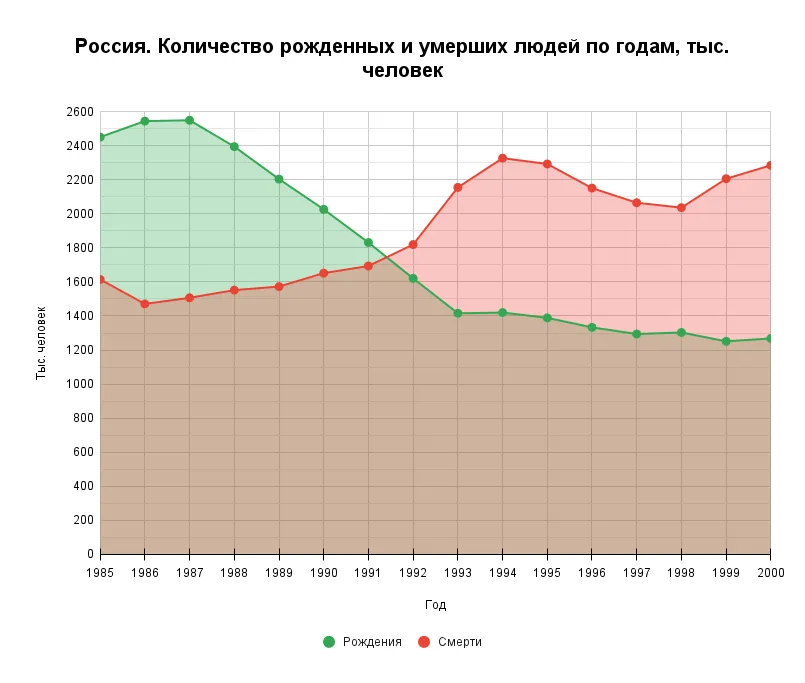 Россия. Количество рожденных и умерших людей по годам, тыс.
человек
2600
2400
2200
2000
1800
1600
1400
1200
1000
800
600
400
200
0
Тыс. человек
1985 1986 1987 1988 1989 1990 1991 1992 1993 1994 1995 1996 1997 1998 1999 2000
Год
Рождения Смерти